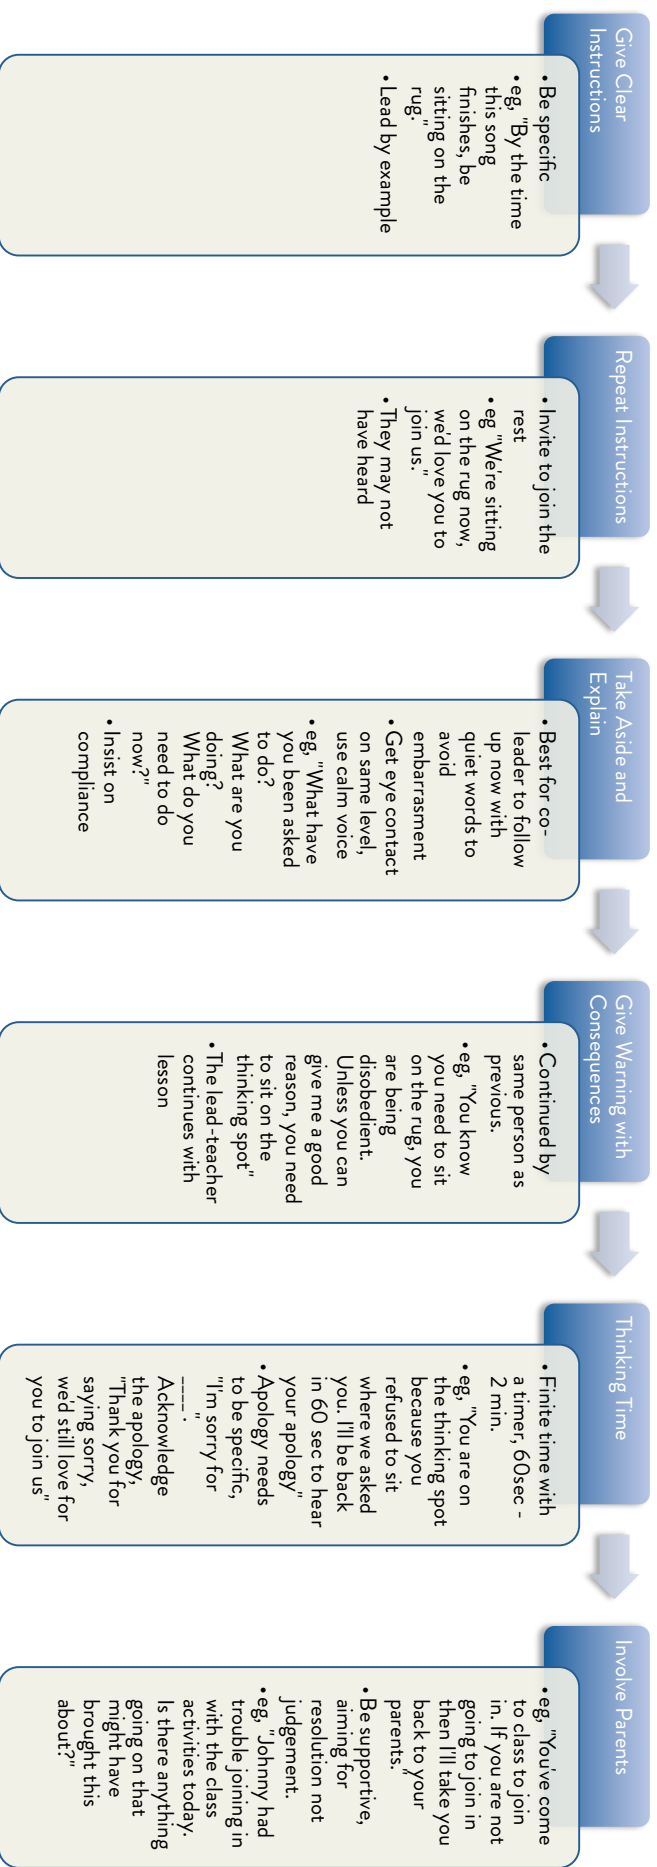 Give Clear
Instructions
• Be specific
• eg, "By the time
this song
finishes, be
sitting on the
rug."
• Lead by example
Repeat Instructions
• Invite to join the
rest
• eg "We're sitting
on the rug now,
we'd love you to
join us."
• They may not
have heard
Take Aside and
Explain
• Best for co-
leader to follow
up now with
quiet words to
avoid
embarrasment
• Get eye contact
on same level,
use calm voice
• eg, "What have
you been asked
to do?
What are you
doing?
What do you
need to do
now?"
• Insist on
compliance
Give Warning with
Consequences
• Continued by
same person as
previous.
• eg, "You know
you need to sit
on the rug, you
are being
disobedient.
Unless you can
give me a good
reason, you need
to sit on the
thinking spot"
• The lead-teacher
continues with
lesson
Thinking Time
• Finite time with
a timer, 60sec -
2 min.
• eg, "You are on
the thinking spot
because you
refused to sit
where we asked
you. I'll be back
in 60 sec to hear
your apology"
• Apology needs
to be specific,
"I'm sorry for
____."
Acknowledge
the apology,
"Thank you for
saying sorry,
we'd still love for
you to join us"
Involve Parents
• eg, "You've come
to class to join
in. If you are not
going to join in
then I'll take you
back to your
parents."
• Be supportive,
aiming for
resolution not
judgement.
• eg, "Johnny had
trouble joining in
with the class
activities today.
Is there anything
going on that
might have
brought this
about?"